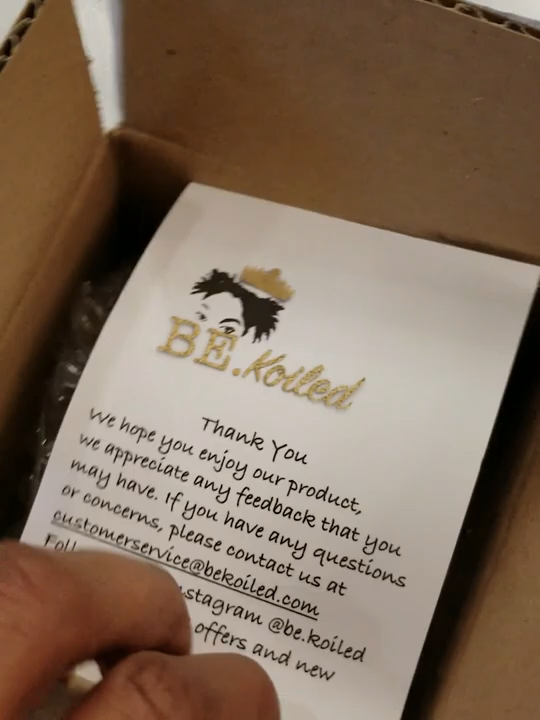 BE.Koiled
Thank You
We hope you enjoy our product,
we appreciate any feedback that you
may have. If you have any questions
or concerns, please contact us at
customerservice@bekoiled.com
@be.koiled
offers and new